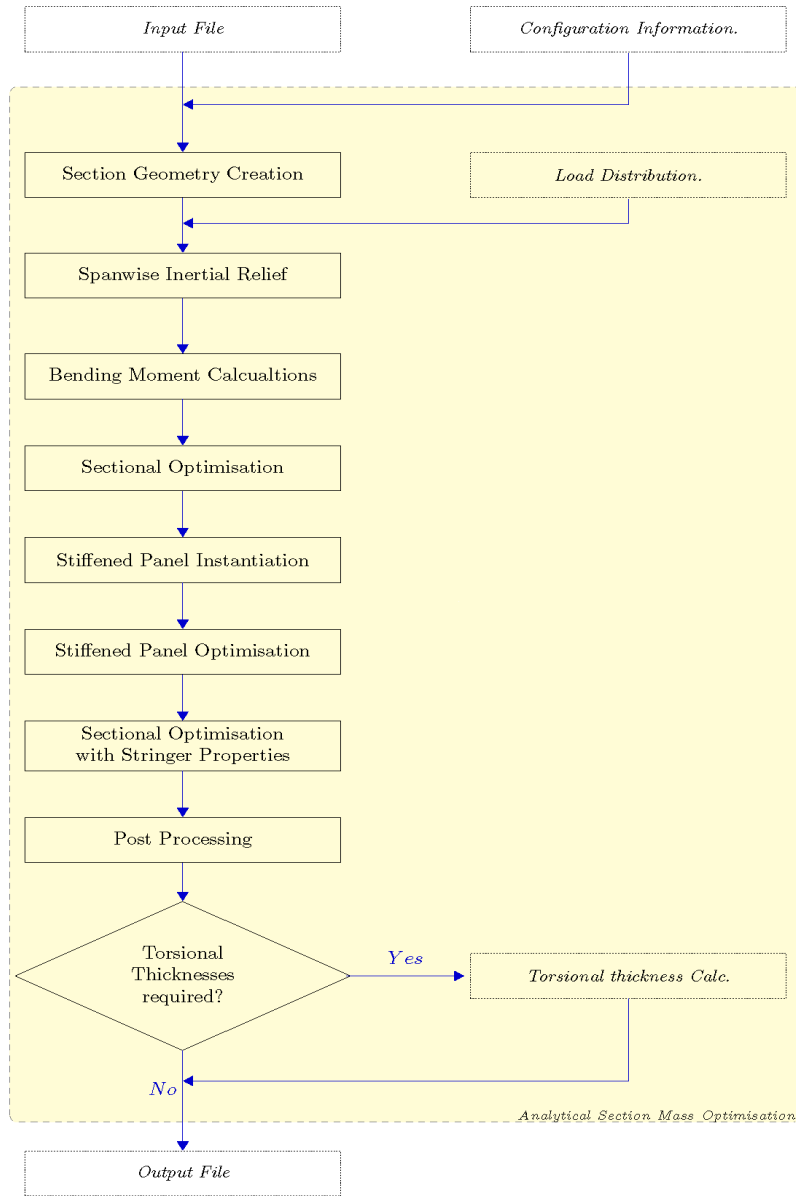 Input File
Configuration Information.
Section Geometry Creation
Load Distribution.
Spanwise Inertial Relief
Bending Moment Calcualtions
Sectional Optimisation
Stiffened Panel Instantiation
Stiffened Panel Optimisation
Sectional Optimisation
with Stringer Properties
Post Processing
Torsional
Thicknesses
required?
Yes
Torsional thickness Calc.
No
Analytical Section Mass Optimisation
Output File